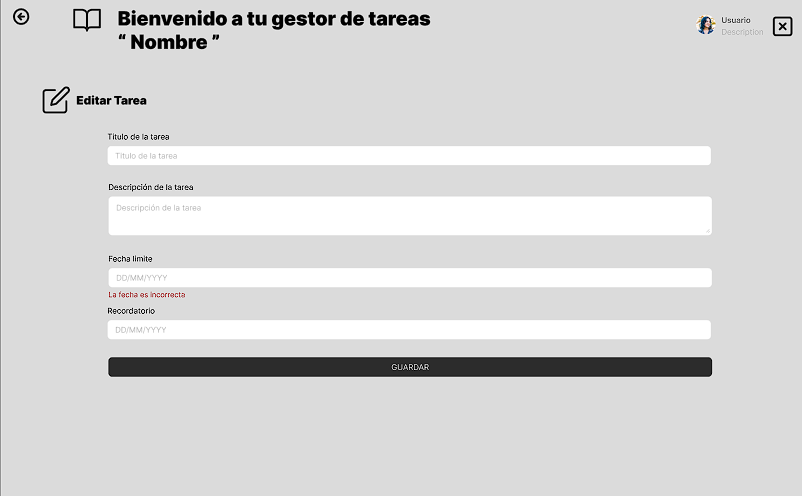 Bienvenido a tu gestor de tareas
“ Nombre ”
Usuario
Description
Editar Tarea
Título de la tarea
Título de la tarea
Descripción de la tarea
Descripción de la tarea
Fecha limite
DD/MM/YYYY
La fecha es incorrecta
Recordatorio
DD/MM/YYYY
GUARDAR